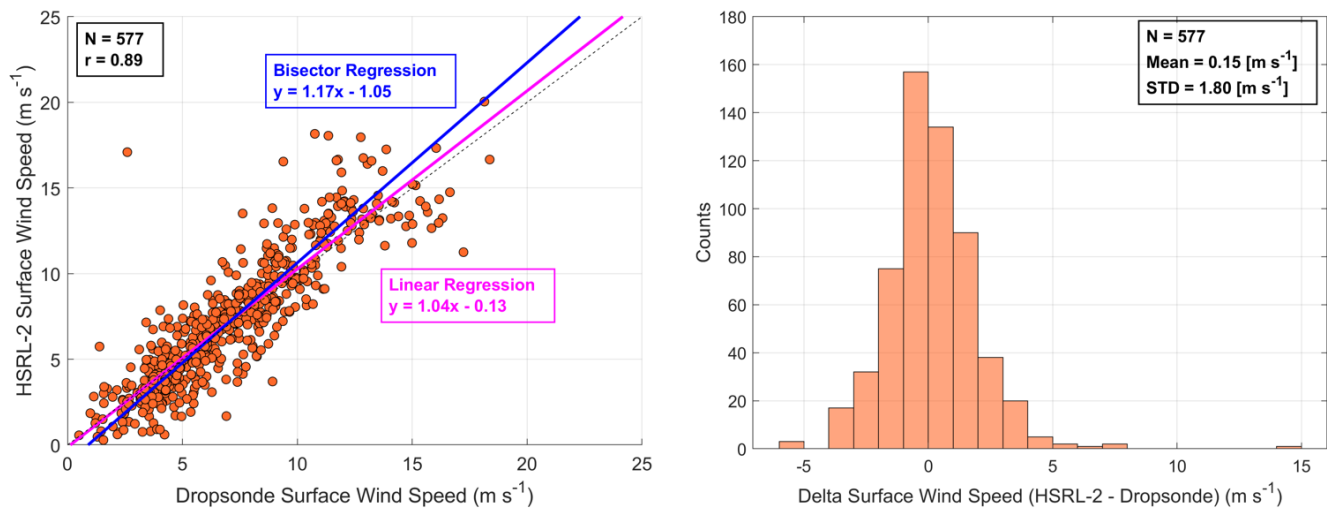 N = 577
r = 0.89
Bisector Regression
y = 1.17x - 1.05
Linear Regression
y = 1.04x - 0.13
HSRL-2 Surface Wind Speed (m s⁻¹)
25
20
15
10
5
0
0 5 10 15 20 25
Dropsonde Surface Wind Speed (m s⁻¹)
N = 577
Mean = 0.15 [m s⁻¹]
STD = 1.80 [m s⁻¹]
Counts
180
160
140
120
100
80
60
40
20
0
-5 0 5 10 15
Delta Surface Wind Speed (HSRL-2 - Dropsonde) (m s⁻¹)